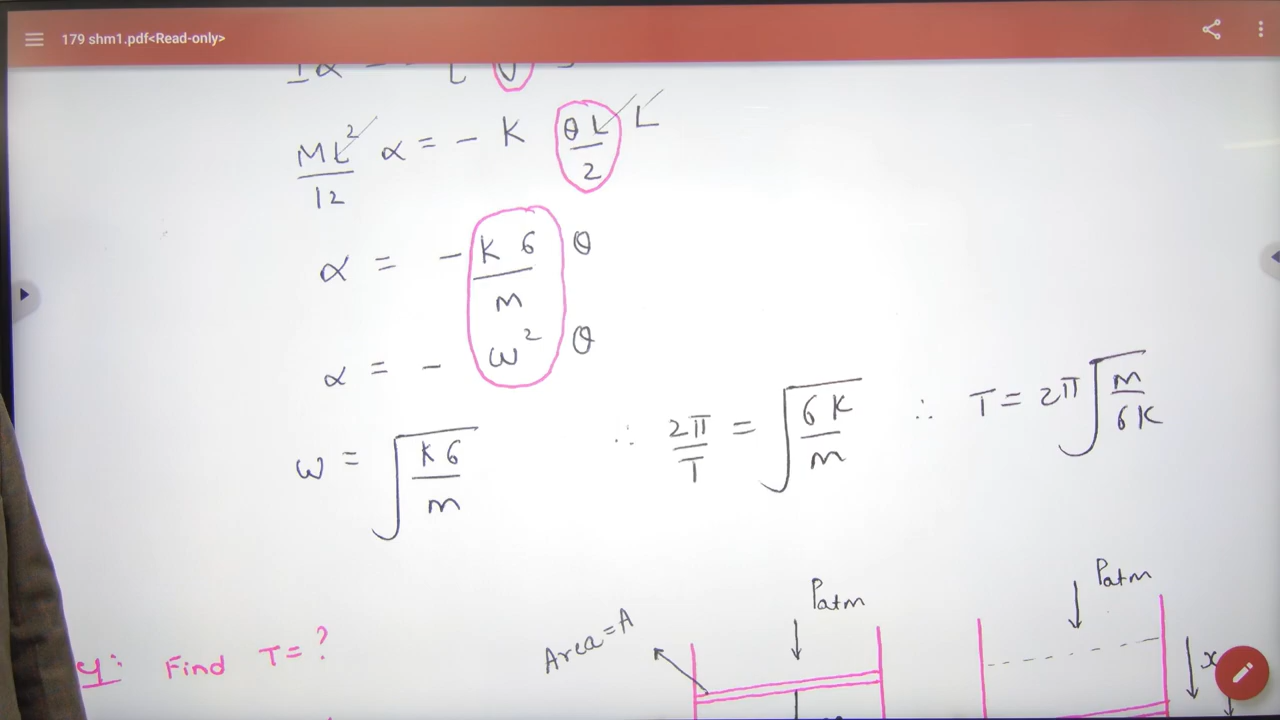 179 shm1.pdf<Read-only>
ML²/12 α = - K θL/2 L
α = - K6/m θ
α = - ω² θ
ω = √(K6/m) ∴ 2π/T = √(6K/m) ∴ T = 2π √(m/6K)
Patm
Patm
Area=A
Find T= ?
x